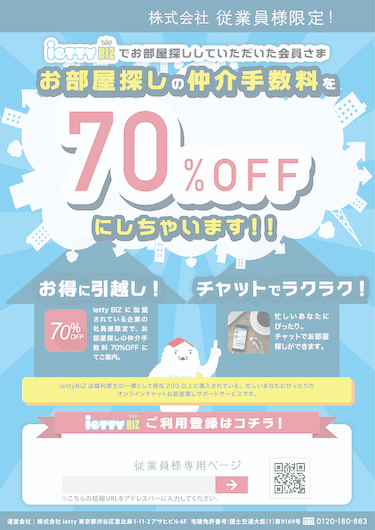 株式会社 従業員様限定！
ietty BIZ でお部屋探ししていただいた会員さま
お部屋探しの仲介手数料を
70%OFF
にしちゃいます！！
お得に引越し！
70%
OFF
ietty BIZ に加盟
されている企業の
社員様限定で、お
部屋探しの仲介手
数料 70%OFF に
てご案内。
チャットでラクラク！
忙しいあなたに
ぴったり。
チャットでお部屋
探しができます。
iettyBIZ は福利厚生の一環として現在 200 以上に導入されている、忙しいあなたにぴったりの
オンラインチャットお部屋探しサポートサービスです。
ietty BIZ ご利用登録はコチラ！
従業員様専用ページ
※こちらの短縮URLをアドレスバーに入力してください。
運営会社：株式会社 ietty 東京都渋谷区恵比寿1-11-2アサヒビル6F 宅建免許番号:国土交通大臣(1)第9169号 0120-180-883